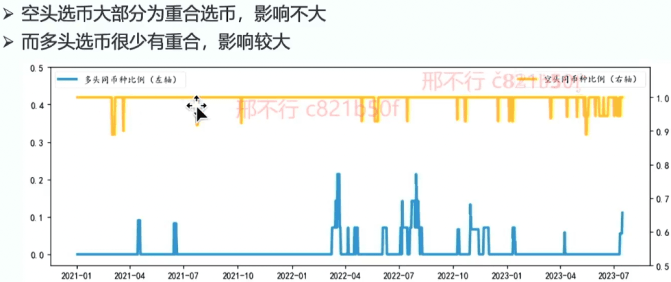 ➢ 空头选币大部分为重合选币，影响不大
➢ 而多头选币很少有重合，影响较大
多头同币种比例（左轴）
空头同币种比例（右轴）
邢不行 c821b50f
邢不行 c821b50f
0.5
0.4
0.3
0.2
0.1
0.0
1.0
0.9
0.8
0.7
0.6
0.5
2021-01 2021-04 2021-07 2021-10 2022-01 2022-04 2022-07 2022-10 2023-01 2023-04 2023-07